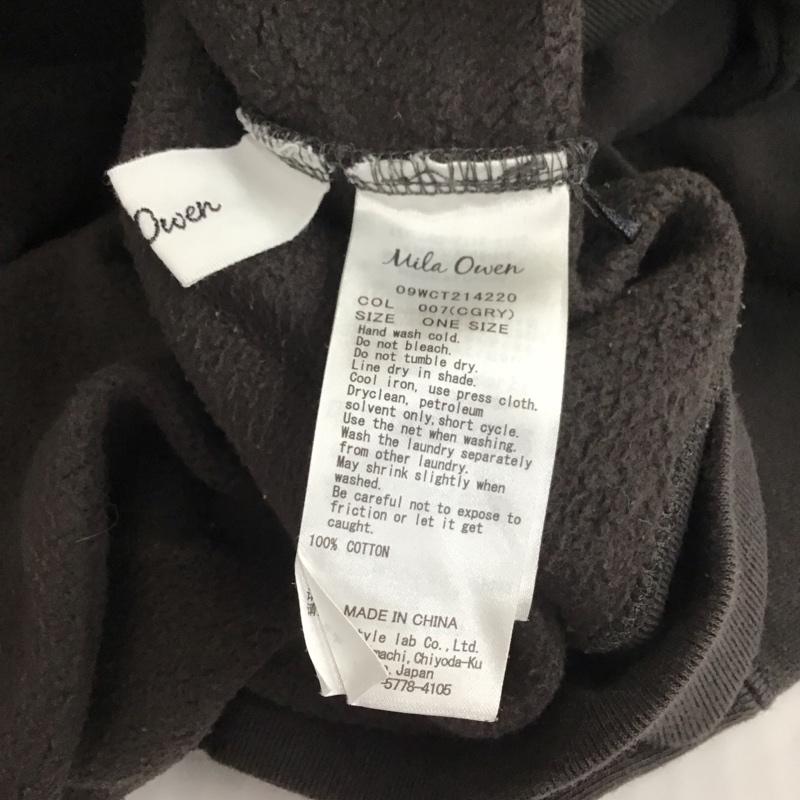 Owen
Mila Owen
09WCT214220
COL 007(CGRY)
SIZE ONE SIZE
Hand wash cold.
Do not bleach.
Do not tumble dry.
Line dry in shade.
Cool iron, use press cloth.
Dryclean, petroleum
solvent only,short cycle.
Use the net when washing.
Wash the laundry separately
from other laundry.
May shrink slightly when
washed.
Be careful not to expose to
friction or let it get
caught.
100% COTTON
MADE IN CHINA
lab Co.,Ltd.
Chiyoda-Ku
Japan
-5778-4105